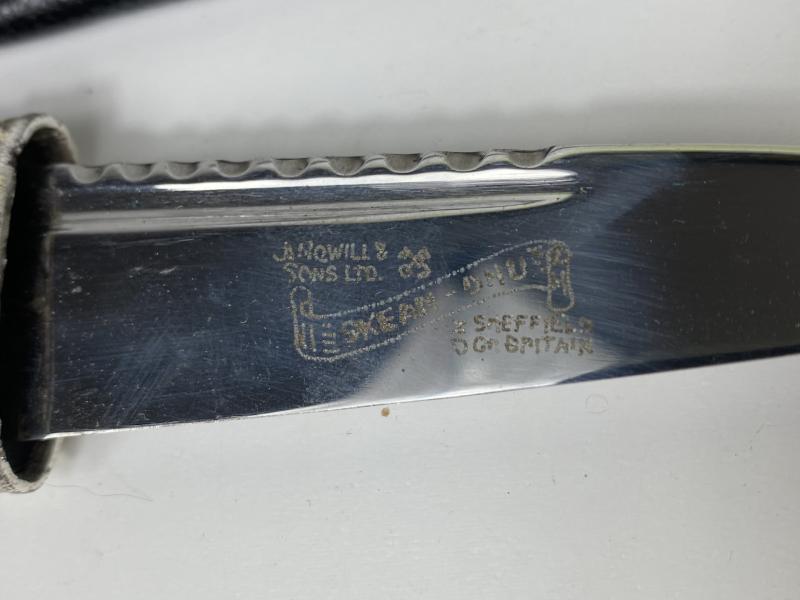 J. NOWILL &
SONS LTD.
SKEAN-DHU
SHEFFIELD
GT BRITAIN